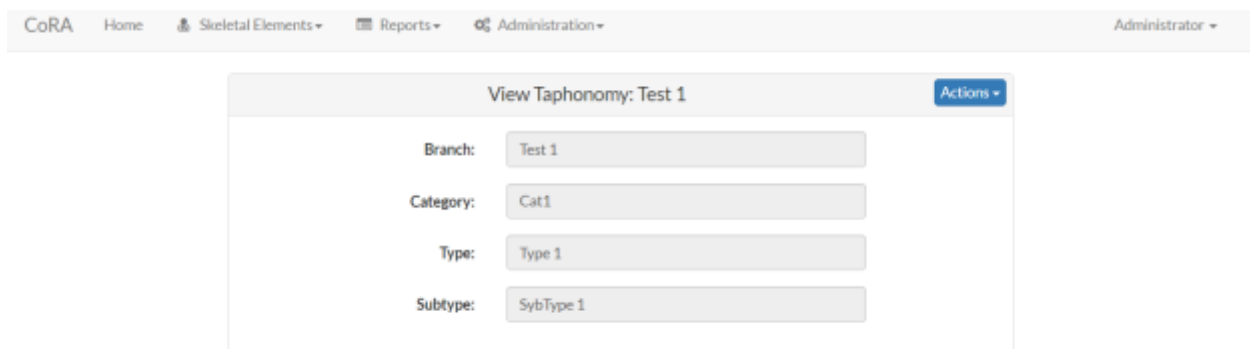 CoRA Home Skeletal Elements Reports Administration Administrator
View Taphonomy: Test 1 Actions
Branch: Test 1
Category: Cat1
Type: Type 1
Subtype: SybType 1